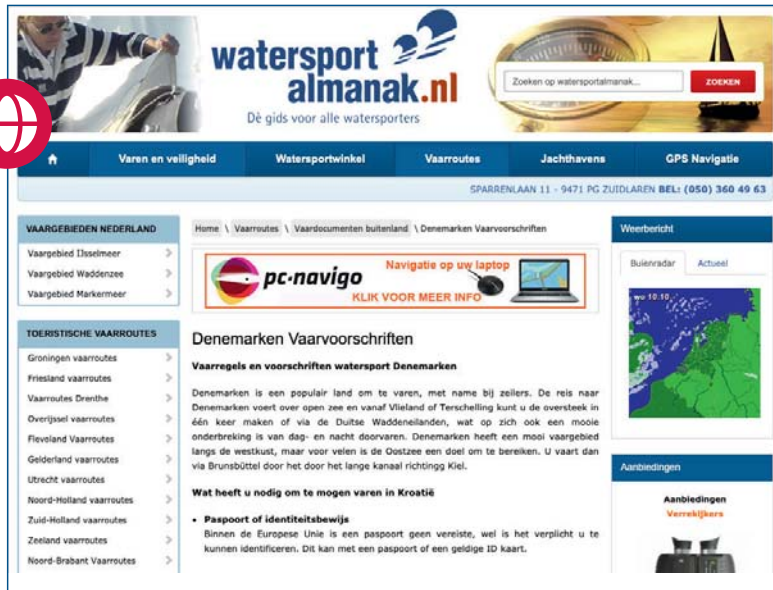 watersport
almanak.nl
Dè gids voor alle watersporters
Zoeken op watersportalmanak...
ZOEKEN
Varen en veiligheid
Watersportwinkel
Vaarroutes
Jachthavens
GPS Navigatie
SPARRENLAAN 11 - 9471 PG ZUIDLAREN BEL: (050) 360 49 63
VAARGEBIEDEN NEDERLAND
Vaargebied IJsselmeer
Vaargebied Waddenzee
Vaargebied Markermeer
TOERISTISCHE VAARROUTES
Groningen vaarroutes
Friesland vaarroutes
Vaarroutes Drenthe
Overijssel vaarroutes
Flevoland Vaarroutes
Gelderland vaarroutes
Utrecht vaarroutes
Noord-Holland vaarroutes
Zuid-Holland vaarroutes
Zeeland vaarroutes
Noord-Brabant Vaarroutes
Home \ Vaarroutes \ Vaardocumenten buitenland \ Denemarken Vaarvoorschriften
pc·navigo
Navigatie op uw laptop
KLIK VOOR MEER INFO
Denemarken Vaarvoorschriften
Vaarregels en voorschriften watersport Denemarken
Denemarken is een populair land om te varen, met name bij zeilers. De reis naar
Denemarken voert over open zee en vanaf Vlieland of Terschelling kunt u de oversteek in
één keer maken of via de Duitse Waddeneilanden, wat op zich ook een mooie
onderbreking is van dag- en nacht doorvaren. Denemarken heeft een mooi vaargebied
langs de westkust, maar voor velen is de Oostzee een doel om te bereiken. U vaart dan
via Brunsbüttel door het door het lange kanaal richtingg Kiel.
Wat heeft u nodig om te mogen varen in Kroatië
• Paspoort of identiteitsbewijs
Binnen de Europese Unie is een paspoort geen vereiste, wel is het verplicht u te
kunnen identificeren. Dit kan met een paspoort of een geldige ID kaart.
Weerbericht
Buienradar
Actueel
wo 10:10
Aanbiedingen
Aanbiedingen
Verrekijkers